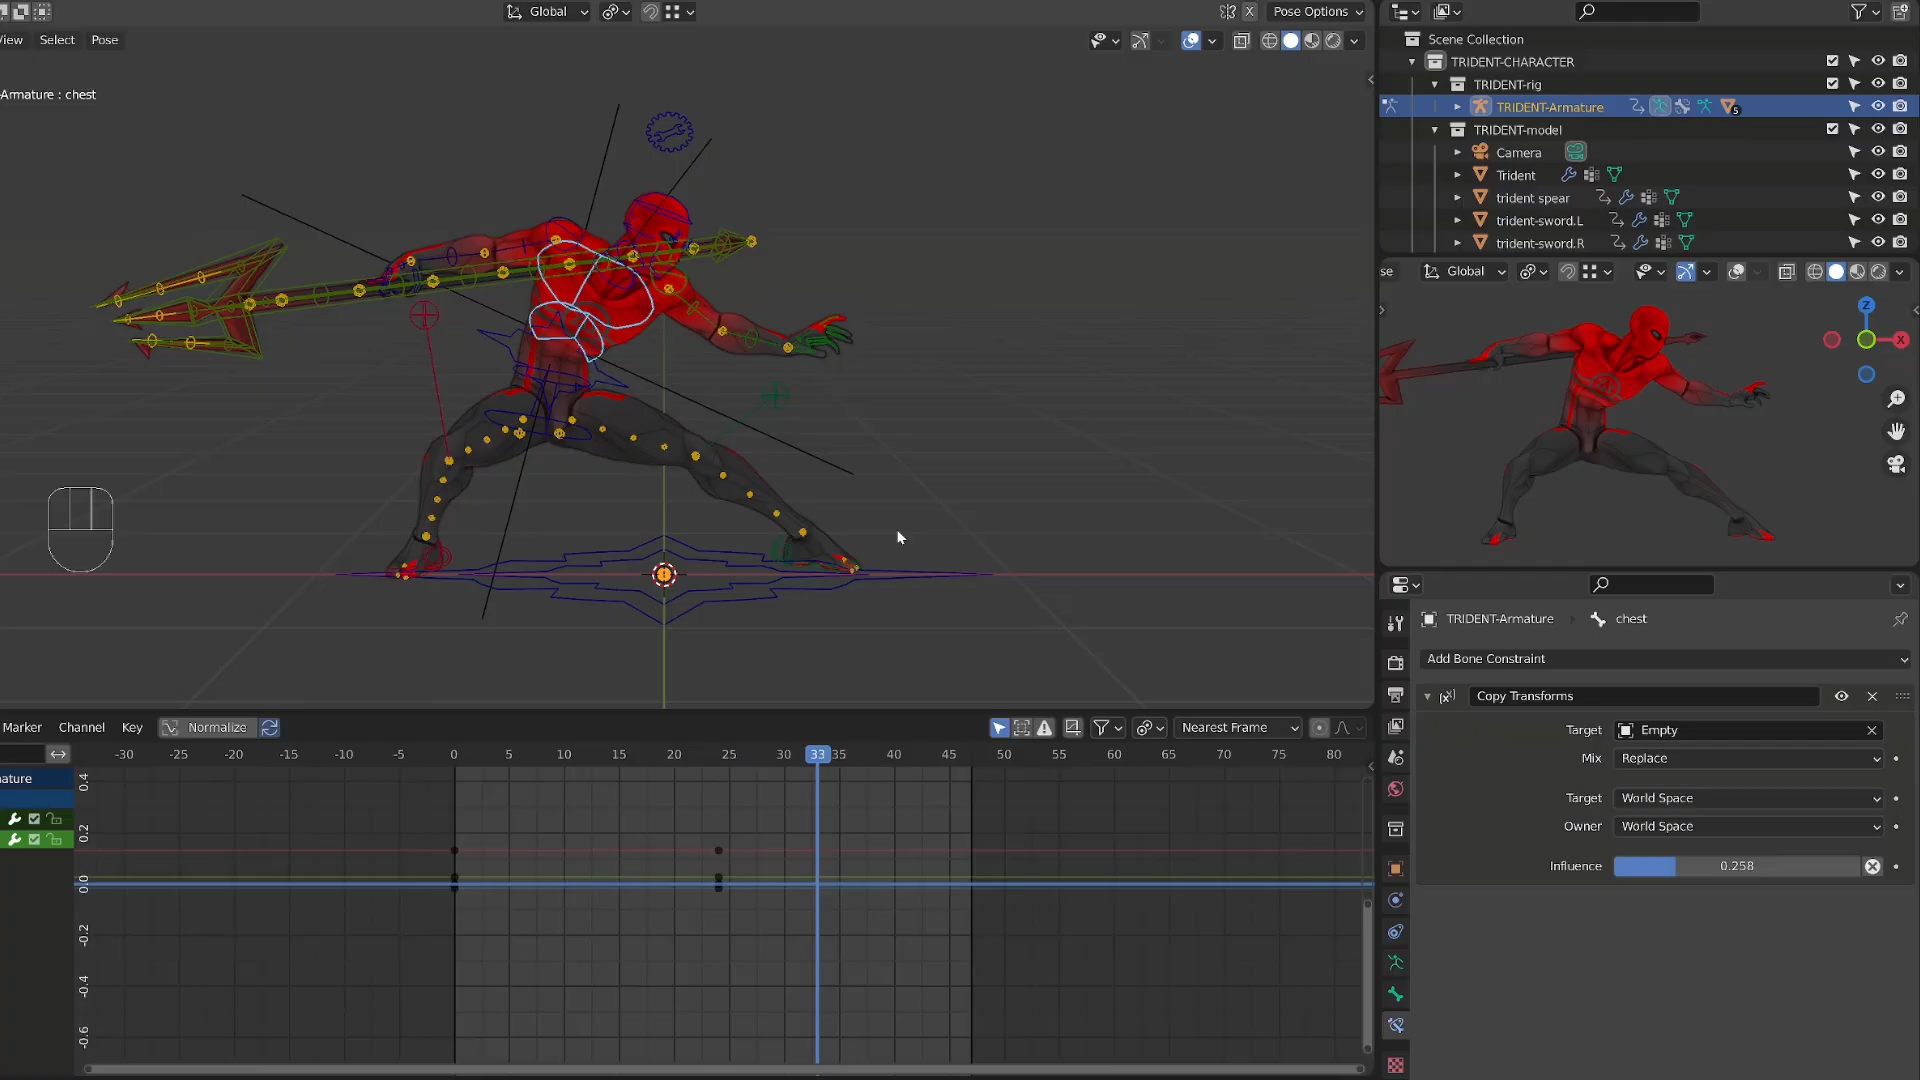 Global
X
Pose Options
View
Select
Pose
Armature : chest
Scene Collection
TRIDENT-CHARACTER
TRIDENT-rig
TRIDENT-Armature
5
TRIDENT-model
Camera
Trident
trident spear
trident-sword.L
trident-sword.R
se
Global
Z
X
TRIDENT-Armature
chest
Add Bone Constraint
Copy Transforms
Target
Empty
Mix
Replace
Target
World Space
Owner
World Space
Influence
0.258
Marker
Channel
Key
Normalize
Nearest Frame
-30 -25 -20 -15 -10 -5 0 5 10 15 20 25 30 33 35 40 45 50 55 60 65 70 75 80
ature
0.4
0.2
0.0
-0.2
-0.4
-0.6